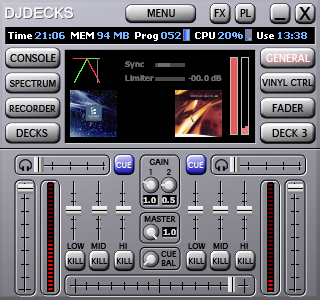 DJDECKS MENU FX PL _ X
Time 21:06 MEM 94 MB Prog 052 CPU 20% Use 13:38
CONSOLE
SPECTRUM
RECORDER
DECKS
Sync
Limiter -00.0 dB
GENERAL
VINYL CTRL
FADER
DECK 3
CUE GAIN CUE
1 2
1.0 0.5
MASTER
1.0
LOW MID HI LOW MID HI
KILL KILL KILL CUE BAL KILL KILL KILL